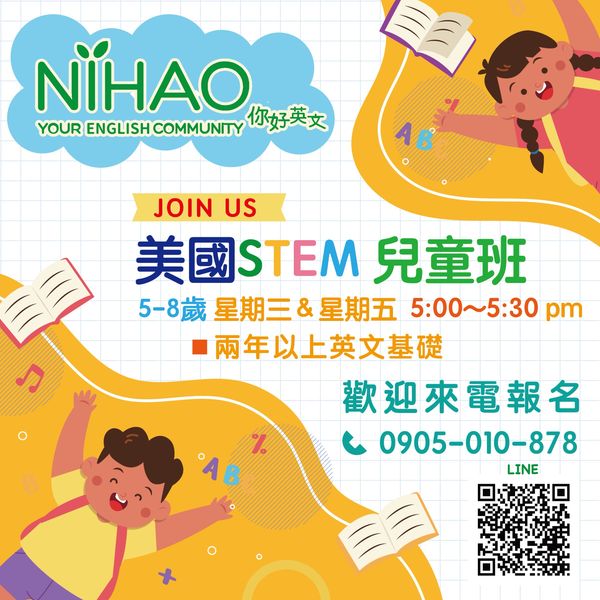 NIHAO
YOUR ENGLISH COMMUNITY 你好英文
JOIN US
美國STEM 兒童班
5-8歲 星期三&星期五 5:00~5:30 pm
■ 兩年以上英文基礎
歡迎來電報名
0905-010-878
LINE
A B %
A B %